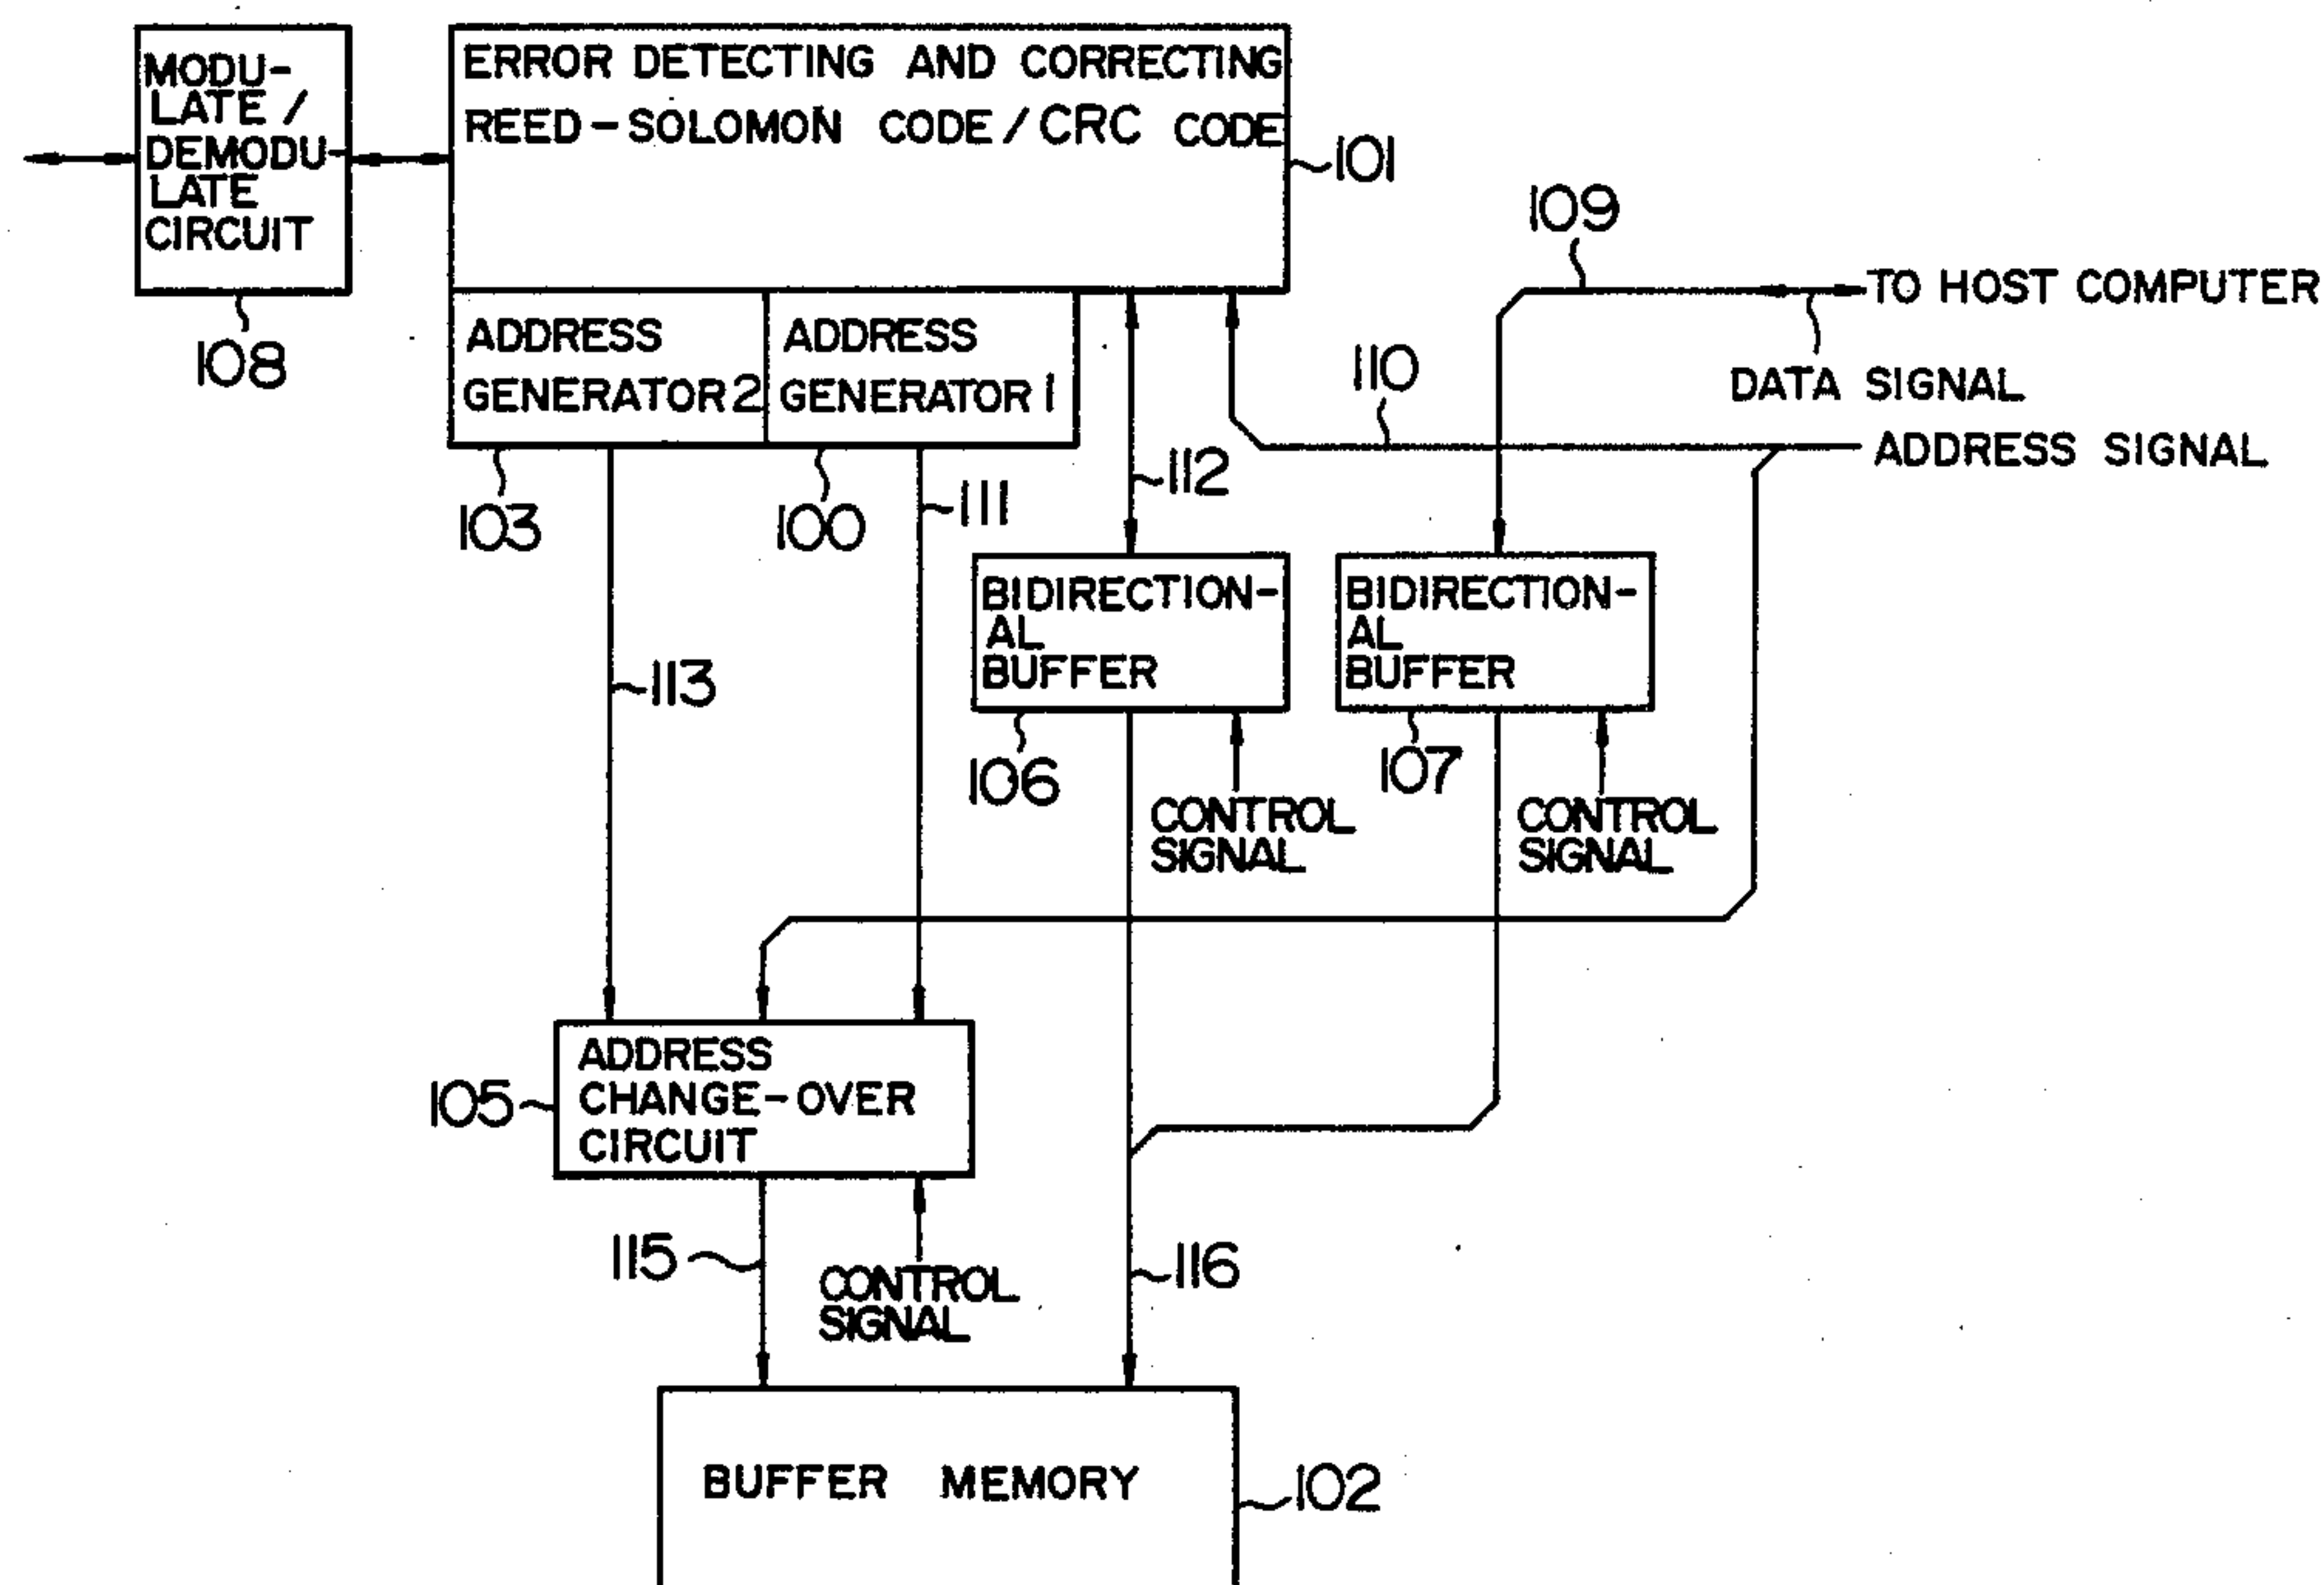 MODU-
LATE /
DEMODU-
LATE
CIRCUIT
108
ERROR DETECTING AND CORRECTING
REED-SOLOMON CODE / CRC CODE
101
ADDRESS
GENERATOR 2
103
ADDRESS
GENERATOR 1
100
109
TO HOST COMPUTER
DATA SIGNAL
110
ADDRESS SIGNAL
112
111
113
BIDIRECTION-
AL
BUFFER
106
CONTROL
SIGNAL
BIDIRECTION-
AL
BUFFER
107
CONTROL
SIGNAL
ADDRESS
CHANGE-OVER
CIRCUIT
105
115
CONTROL
SIGNAL
116
BUFFER MEMORY
102